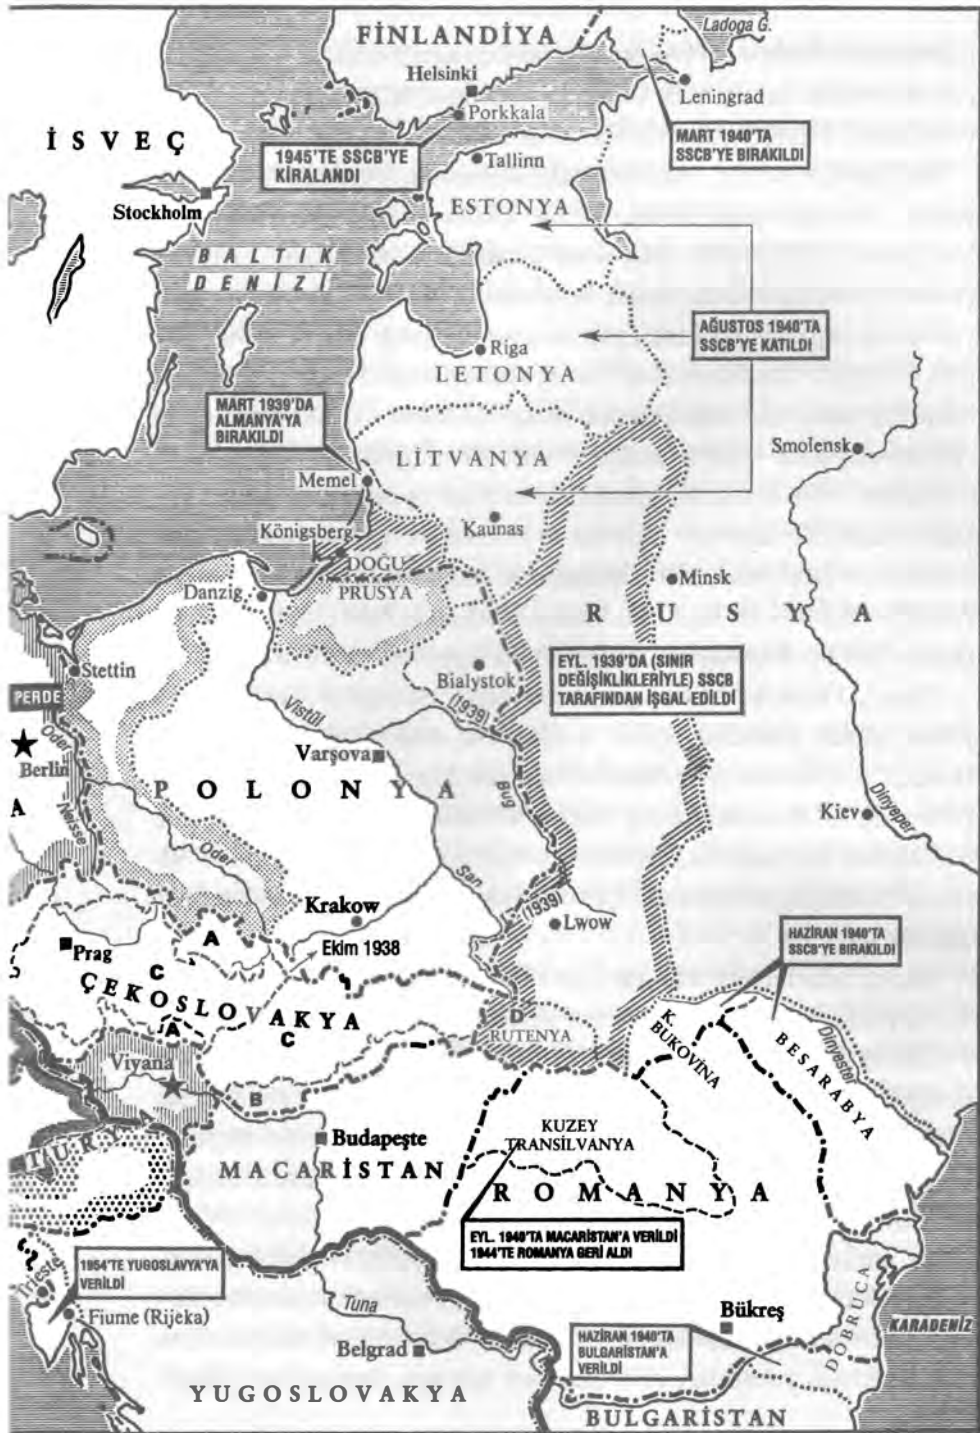 FİNLANDİYA
Ladoga G.
Helsinki
Porkkala
Leningrad
MART 1940'TA
SSCB'YE BIRAKILDI
İSVEÇ
1945'TE SSCB'YE
KİRALANDI
Tallinn
Stockholm
ESTONYA
BALTIK
DENİZİ
AĞUSTOS 1940'TA
SSCB'YE KATILDI
Riga
LETONYA
MART 1939'DA
ALMANYA'YA
BIRAKILDI
Smolensk
LİTVANYA
Memel
Kaunas
Königsberg
DOĞU
PRUSYA
Minsk
Danzig
RUSYA
Stettin
Bialystok
(1939)
EYL. 1939'DA (SINIR
DEĞİŞİKLİKLERİYLE) SSCB
TARAFINDAN İŞGAL EDİLDİ
PERDE
Oder
Vistül
Varşova
Berlin
POLONYA
Bug
A
Neisse
Kiev
Dinyeper
Oder
San
Krakow
(1939)
Lwow
A
Ekim 1938
Prag
HAZİRAN 1940'TA
SSCB'YE BIRAKILDI
C
ÇEKOSLOVAKYA
A
C
D
RUTENYA
K.
BUKOVİNA
Dinyester
BESARABYA
Viyana
B
KUZEY
TRANSİLVANYA
Budapeşte
MACARİSTAN
ROMANYA
EYL. 1940'TA MACARİSTAN'A VERİLDİ
1944'TE ROMANYA GERİ ALDI
1954'TE YUGOSLAVYA'YA
VERİLDİ
Trieste
Fiume (Rijeka)
Tuna
Belgrad
Bükreş
DOBRUCA
KARADENİZ
HAZİRAN 1940'TA
BULGARİSTAN'A
VERİLDİ
YUGOSLOVAKYA
BULGARİSTAN